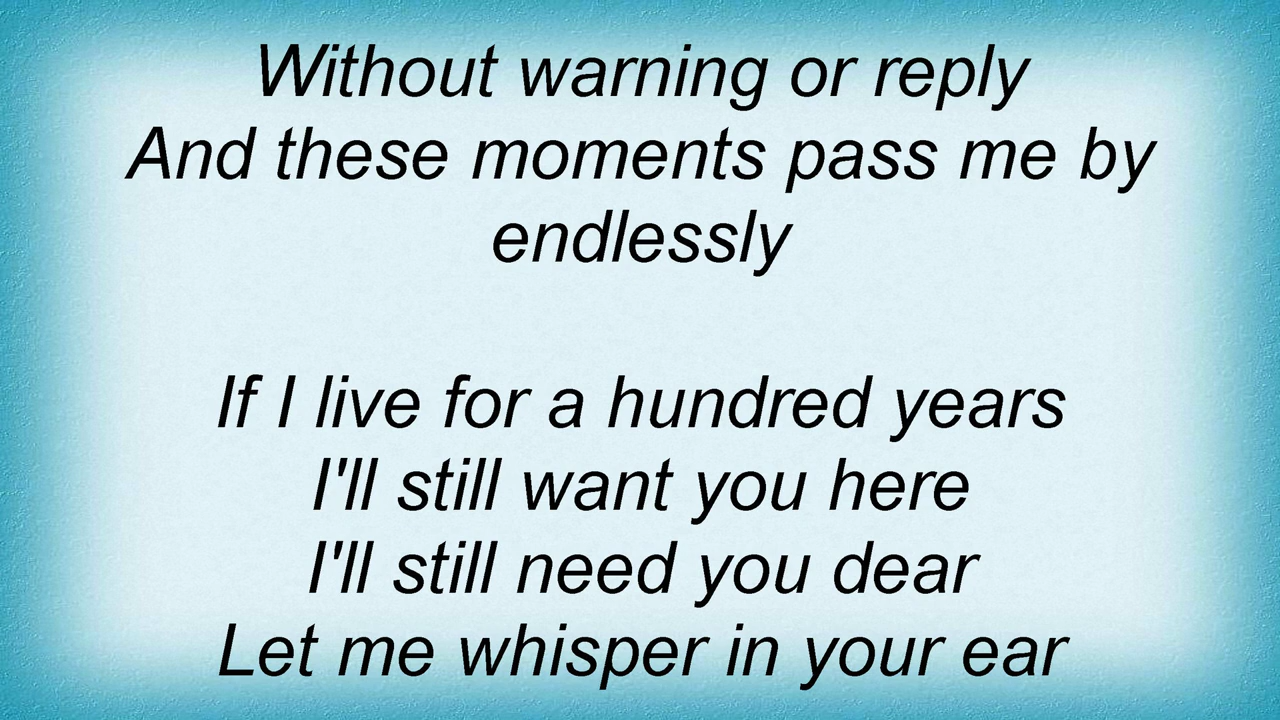 Without warning or reply
And these moments pass me by
endlessly
If I live for a hundred years
I'll still want you here
I'll still need you dear
Let me whisper in your ear